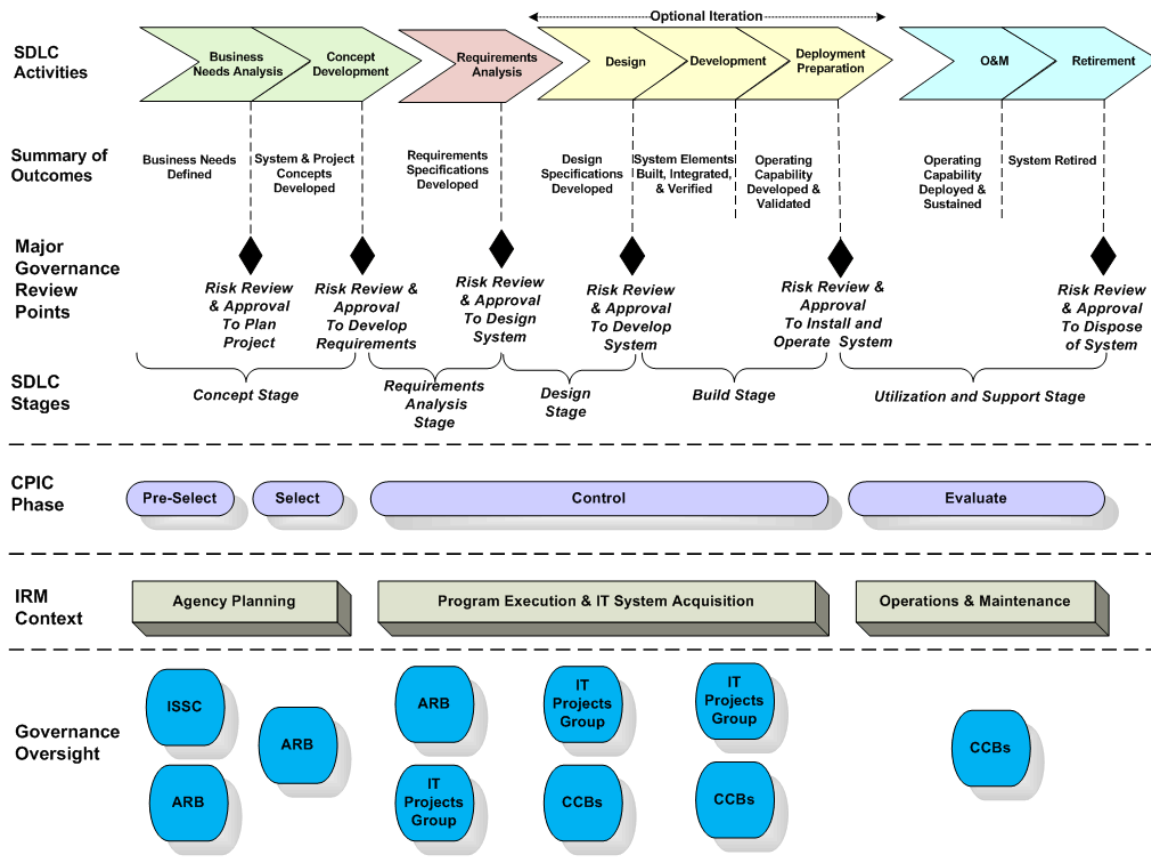 Optional Iteration
SDLC
Activities
Business
Needs Analysis
Concept
Development
Requirements
Analysis
Design
Development
Deployment
Preparation
O&M
Retirement
Summary of
Outcomes
Business Needs
Defined
System & Project
Concepts
Developed
Requirements
Specifications
Developed
Design
Specifications
Developed
System Elements
Built, Integrated,
& Verified
Operating
Capability
Developed &
Validated
Operating
Capability
Deployed &
Sustained
System Retired
Major
Governance
Review
Points
Risk Review
& Approval
To Plan
Project
Risk Review &
Approval
To Develop
Requirements
Risk Review
& Approval
To Design
System
Risk Review
& Approval
To Develop
System
Risk Review &
Approval
To Install and
Operate System
Risk Review
& Approval
To Dispose
of System
SDLC
Stages
Concept Stage
Requirements
Analysis
Stage
Design
Stage
Build Stage
Utilization and Support Stage
CPIC
Phase
Pre-Select
Select
Control
Evaluate
IRM
Context
Agency Planning
Program Execution & IT System Acquisition
Operations & Maintenance
Governance
Oversight
ISSC
ARB
ARB
ARB
IT
Projects
Group
IT
Projects
Group
CCBs
IT
Projects
Group
CCBs
CCBs